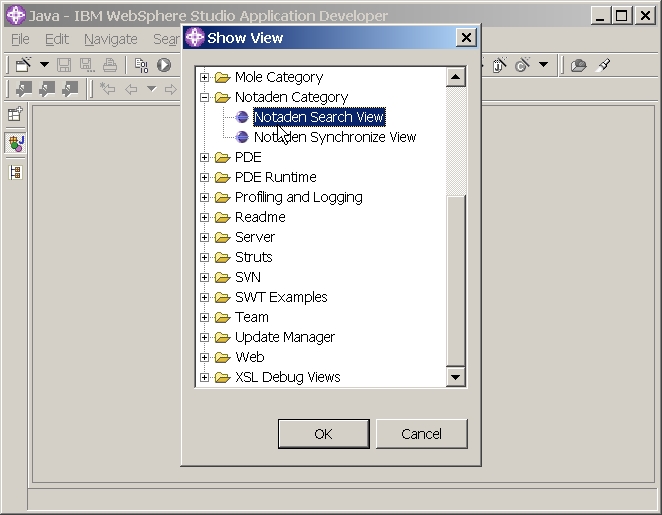 Java - IBM WebSphere Studio Application Developer
File Edit Navigate Sear
Show View
Mole Category
Notaden Category
Notaden Search View
Notaden Synchronize View
PDE
PDE Runtime
Profiling and Logging
Readme
Server
Struts
SVN
SWT Examples
Team
Update Manager
Web
XSL Debug Views
OK Cancel